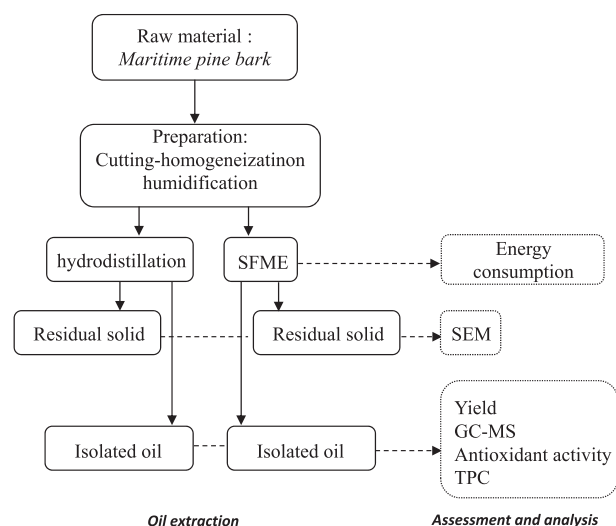 Raw material :
Maritime pine bark
Preparation:
Cutting-homogeneizatinon
humidification
hydrodistillation
SFME
Energy
consumption
Residual solid
Residual solid
SEM
Isolated oil
Isolated oil
Yield
GC-MS
Antioxidant activity
TPC
Oil extraction
Assessment and analysis